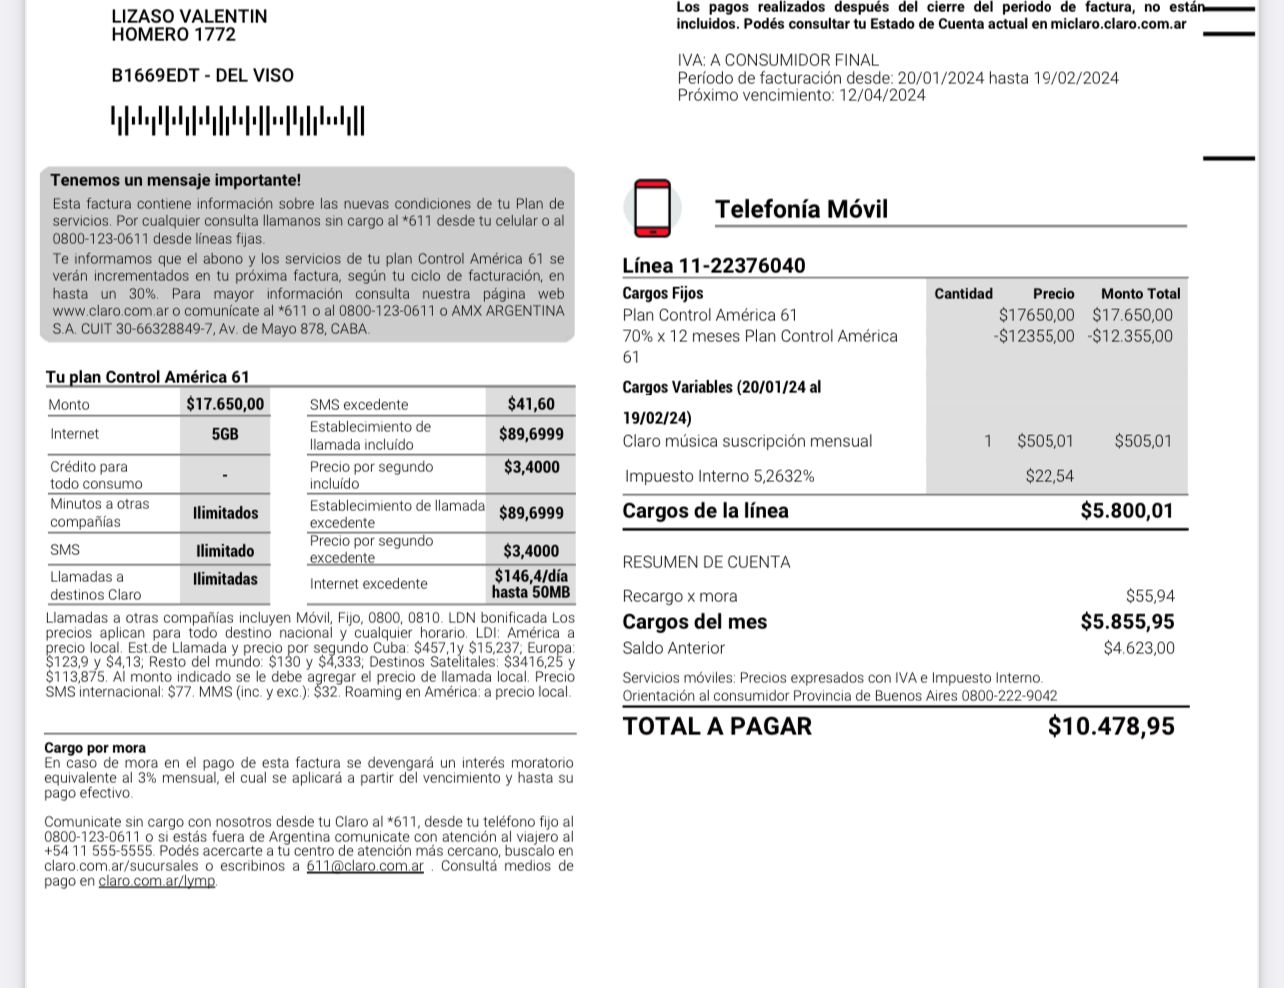 LIZASO VALENTIN
HOMERO 1772
B1669EDT - DEL VISO
Los pagos realizados después del cierre del periodo de factura, no están
incluidos. Podés consultar tu Estado de Cuenta actual en miclaro.claro.com.ar
IVA: A CONSUMIDOR FINAL
Período de facturación desde: 20/01/2024 hasta 19/02/2024
Próximo vencimiento: 12/04/2024
Tenemos un mensaje importante!
Esta factura contiene información sobre las nuevas condiciones de tu Plan de
servicios. Por cualquier consulta llamanos sin cargo al *611 desde tu celular o al
0800-123-0611 desde líneas fijas.
Te informamos que el abono y los servicios de tu plan Control América 61 se
verán incrementados en tu próxima factura, según tu ciclo de facturación, en
hasta un 30%. Para mayor información consulta nuestra página web
www.claro.com.ar o comunícate al *611 o al 0800-123-0611 o AMX ARGENTINA
S.A. CUIT 30-66328849-7, Av. de Mayo 878, CABA.
Tu plan Control América 61
Monto $17.650,00
Internet 5GB
Crédito para
todo consumo -
Minutos a otras
compañías Ilimitados
SMS Ilimitado
Llamadas a
destinos Claro Ilimitadas
SMS excedente $41,60
Establecimiento de
llamada incluído $89,6999
Precio por segundo
incluído $3,4000
Establecimiento de llamada
excedente $89,6999
Precio por segundo
excedente $3,4000
Internet excedente $146,4/día
hasta 50MB
Llamadas a otras compañías incluyen Móvil, Fijo, 0800, 0810. LDN bonificada Los
precios aplican para todo destino nacional y cualquier horario. LDI: América a
precio local. Est.de Llamada y precio por segundo Cuba: $457,1y $15,237; Europa:
$123,9 y $4,13; Resto del mundo: $130 y $4,333; Destinos Satelitales: $3416,25 y
$113,875. Al monto indicado se le debe agregar el precio de llamada local. Precio
SMS internacional: $77. MMS (inc. y exc.): $32. Roaming en América: a precio local.
Cargo por mora
En caso de mora en el pago de esta factura se devengará un interés moratorio
equivalente al 3% mensual, el cual se aplicará a partir del vencimiento y hasta su
pago efectivo.
Comunicate sin cargo con nosotros desde tu Claro al *611, desde tu teléfono fijo al
0800-123-0611 o si estás fuera de Argentina comunicate con atención al viajero al
+54 11 555-5555. Podés acercarte a tu centro de atención más cercano, buscalo en
claro.com.ar/sucursales o escribinos a 611@claro.com.ar . Consultá medios de
pago en claro.com.ar/lymp.
Telefonía Móvil
Línea 11-22376040
Cargos Fijos Cantidad Precio Monto Total
Plan Control América 61 $17650,00 $17.650,00
70% x 12 meses Plan Control América -$12355,00 -$12.355,00
61
Cargos Variables (20/01/24 al
19/02/24)
Claro música suscripción mensual 1 $505,01 $505,01
Impuesto Interno 5,2632% $22,54
Cargos de la línea $5.800,01
RESUMEN DE CUENTA
Recargo x mora $55,94
Cargos del mes $5.855,95
Saldo Anterior $4.623,00
Servicios móviles: Precios expresados con IVA e Impuesto Interno.
Orientación al consumidor Provincia de Buenos Aires 0800-222-9042
TOTAL A PAGAR $10.478,95